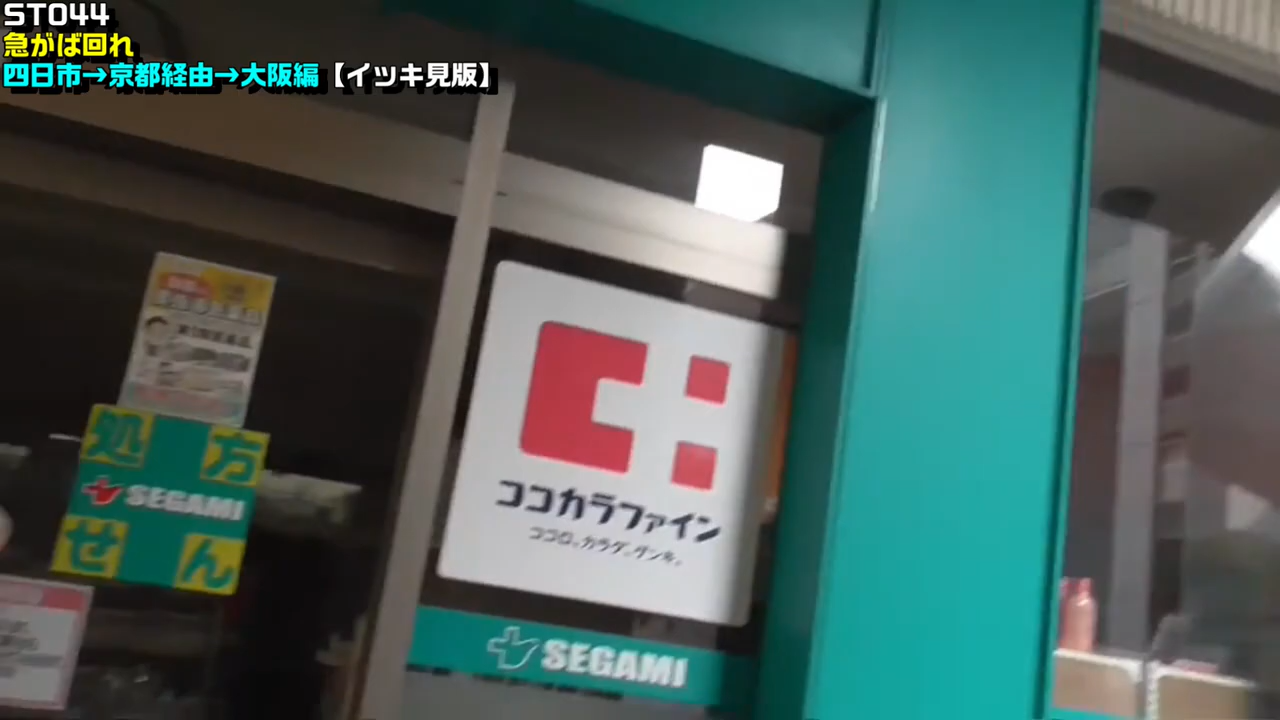 ST044
急がば回れ
四日市→京都経由→大阪編【イツキ見版】
処方
SEGAMI
せん
ココカラファイン
ココロ。カラダ。ゲンキ。
SEGAMI